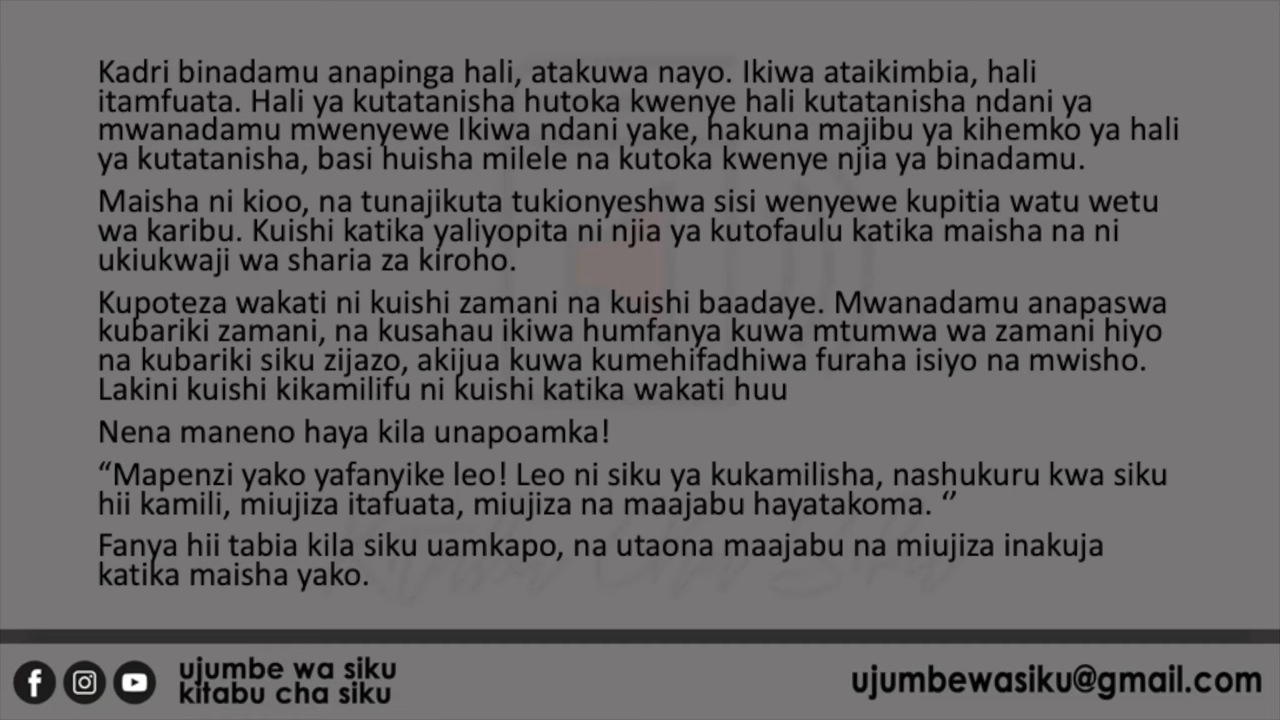 Kadri binadamu anapinga hali, atakuwa nayo. Ikiwa ataikimbia, hali
itamfuata. Hali ya kutatanisha hutoka kwenye hali kutatanisha ndani ya
mwanadamu mwenyewe Ikiwa ndani yake, hakuna majibu ya kihemko ya hali
ya kutatanisha, basi huisha milele na kutoka kwenye njia ya binadamu.
Maisha ni kioo, na tunajikuta tukionyeshwa sisi wenyewe kupitia watu wetu
wa karibu. Kuishi katika yaliyopita ni njia ya kutofaulu katika maisha na ni
ukiukwaji wa sharia za kiroho.
Kupoteza wakati ni kuishi zamani na kuishi baadaye. Mwanadamu anapaswa
kubariki zamani, na kusahau ikiwa humfanya kuwa mtumwa wa zamani hiyo
na kubariki siku zijazo, akijua kuwa kumehifadhiwa furaha isiyo na mwisho.
Lakini kuishi kikamilifu ni kuishi katika wakati huu
Nena maneno haya kila unapoamka!
“Mapenzi yako yafanyike leo! Leo ni siku ya kukamilisha, nashukuru kwa siku
hii kamili, miujiza itafuata, miujiza na maajabu hayatakoma. “
Fanya hii tabia kila siku uamkapo, na utaona maajabu na miujiza inakuja
katika maisha yako.
Kitabu Cha Siku
ujumbe wa siku
kitabu cha siku
ujumbewasiku@gmail.com